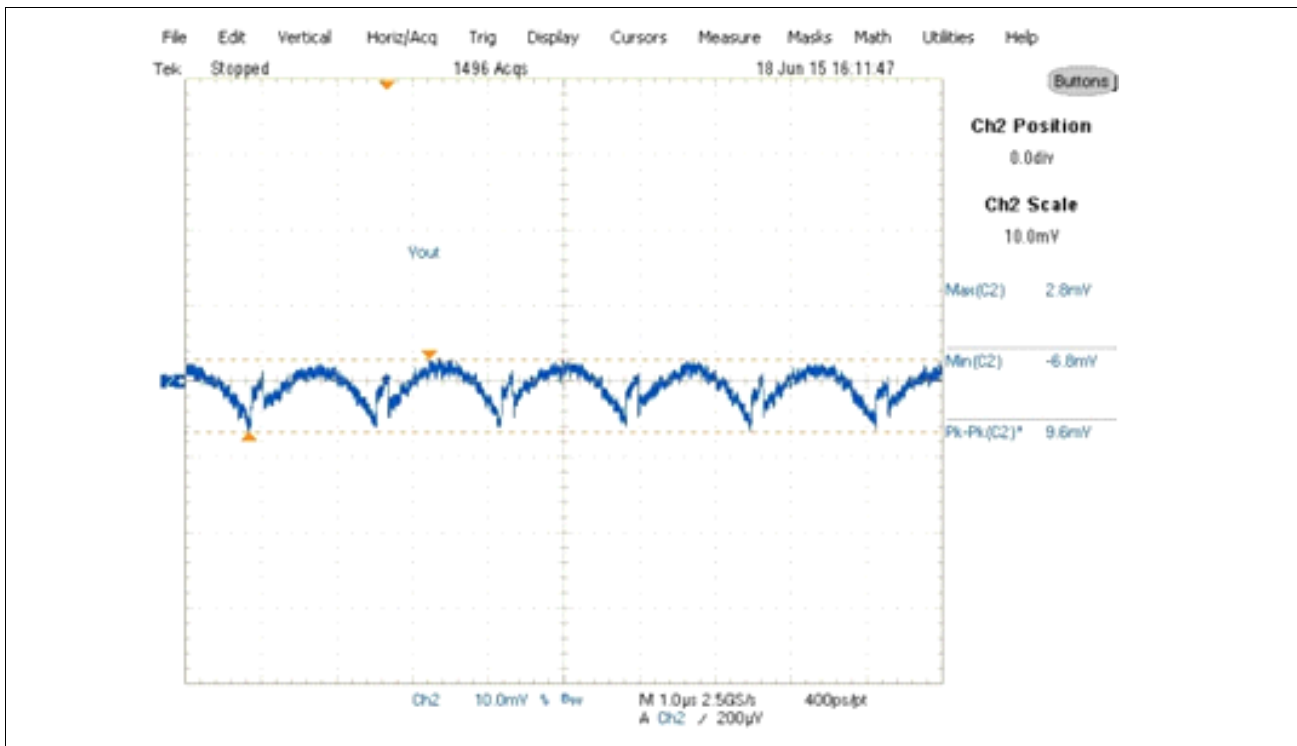 File Edit Vertical Horiz/Acq Trig Display Cursors Measure Masks Math Utilities Help
Tek Stopped 1496 Acqs 18 Jun 15 16:11:47
Buttons
Ch2 Position
0.0div
Ch2 Scale
10.0mV
Vout
Max(C2) 2.8mV
Min(C2) -6.8mV
Pk-Pk(C2)* 9.6mV
Ch2 10.0mV M 1.0µs 2.5GS/s 400ps/pt
A Ch2 200µV